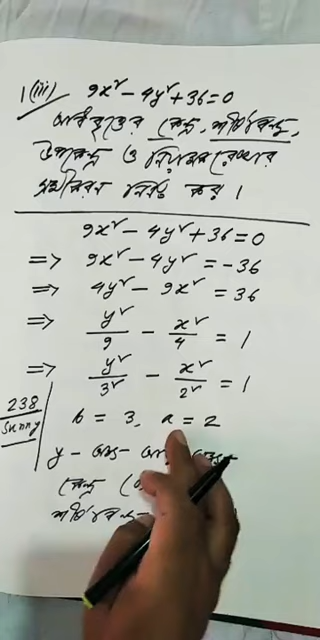 1(iii) 9x² - 4y² + 36 = 0
অধিবৃত্তের কেন্দ্র, শীর্ষবিন্দু,
উপকেন্দ্র ও নিয়ামকরেখার
সমীকরণ নির্ণয় কর।
9x² - 4y² + 36 = 0
=> 9x² - 4y² = -36
=> 4y² - 9x² = 36
=> y²/9 - x²/4 = 1
=> y²/3² - x²/2² = 1
238
Sunny
b = 3, a = 2
y - অক্ষ-
কেন্দ্র (
শীর্ষবিন্দু